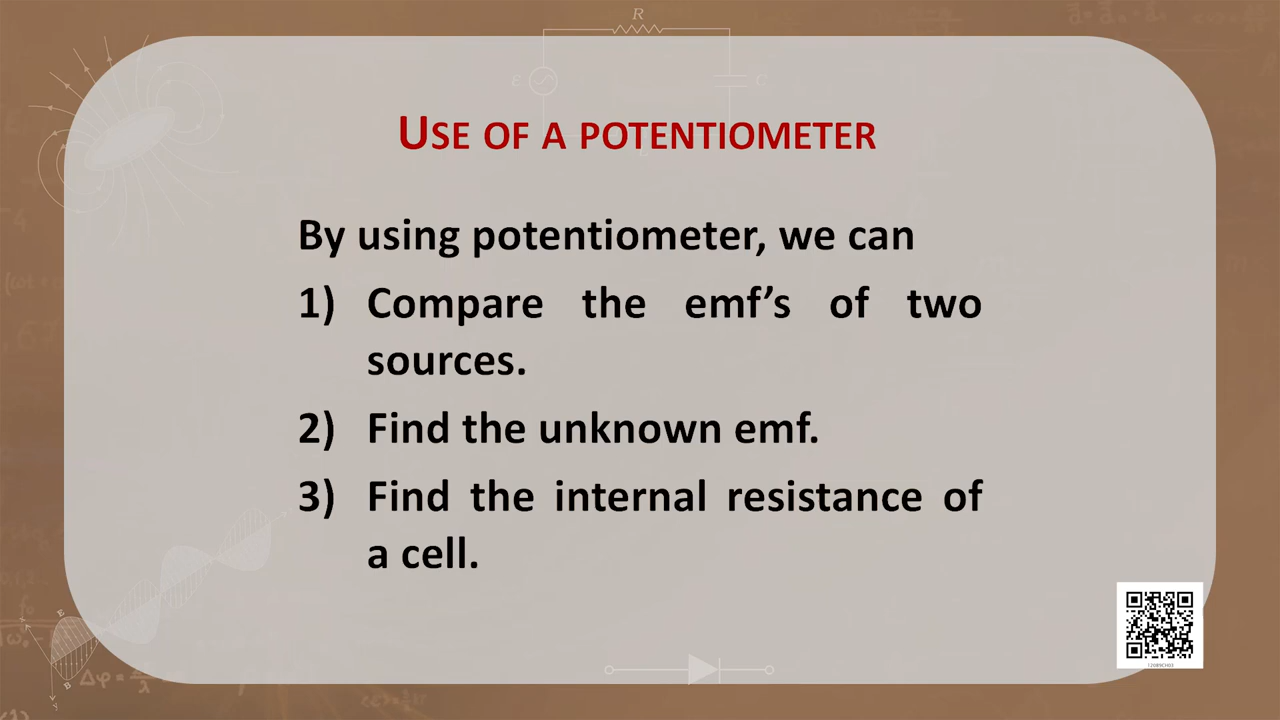 R
ε
C
USE OF A POTENTIOMETER
By using potentiometer, we can
1) Compare the emf’s of two
sources.
2) Find the unknown emf.
3) Find the internal resistance of
a cell.
E
B
12089CH03